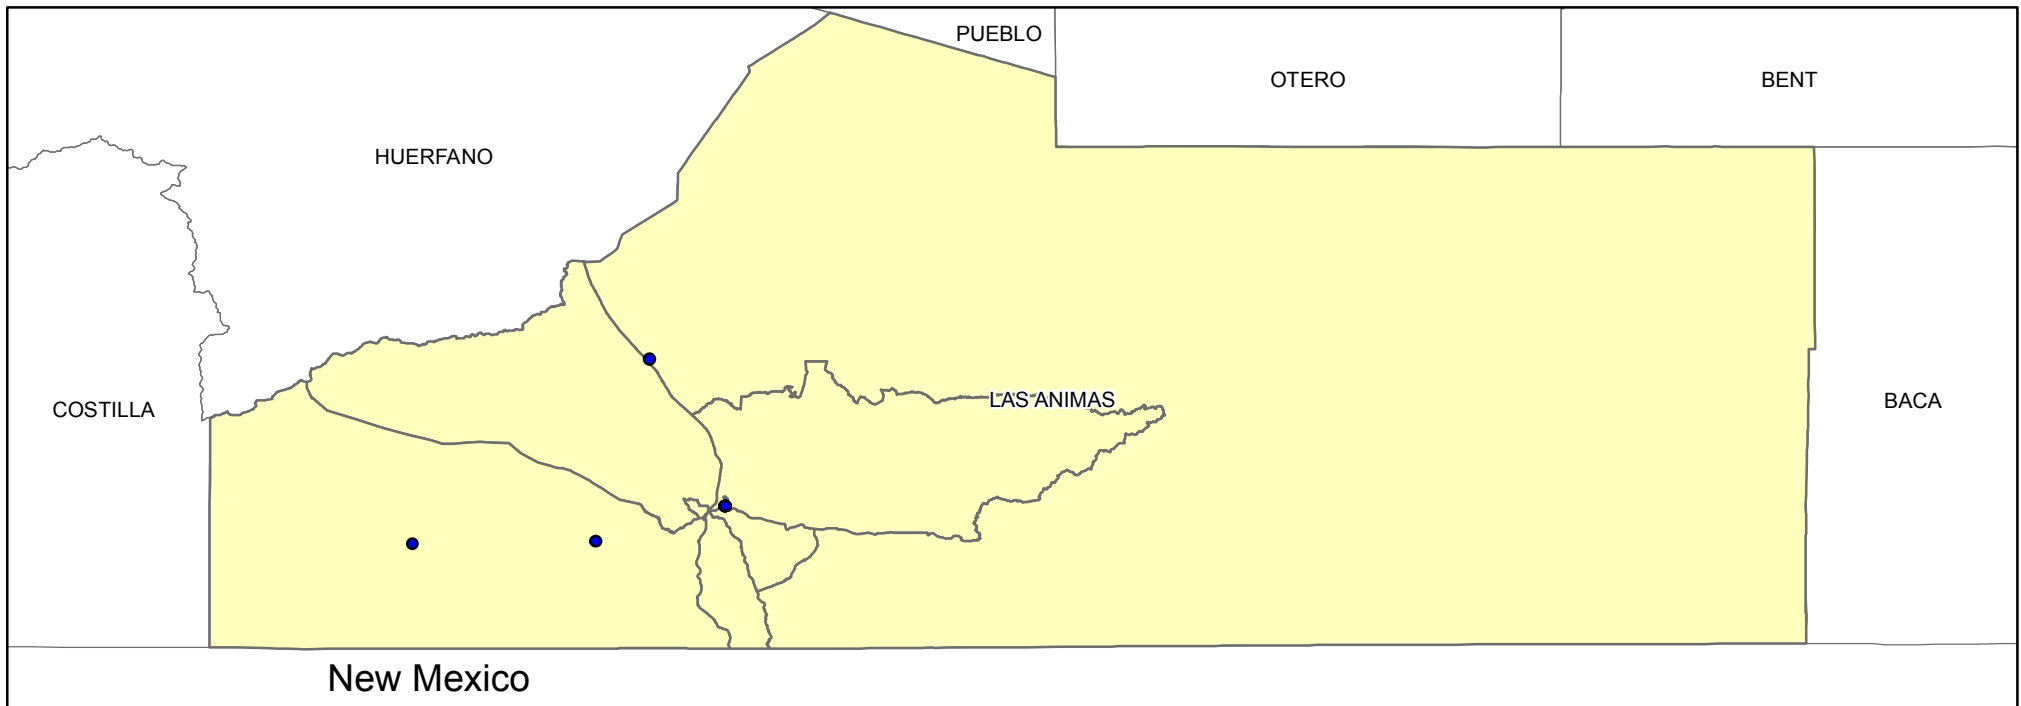 PUEBLO
OTERO
BENT
HUERFANO
LAS ANIMAS
COSTILLA
BACA
New Mexico